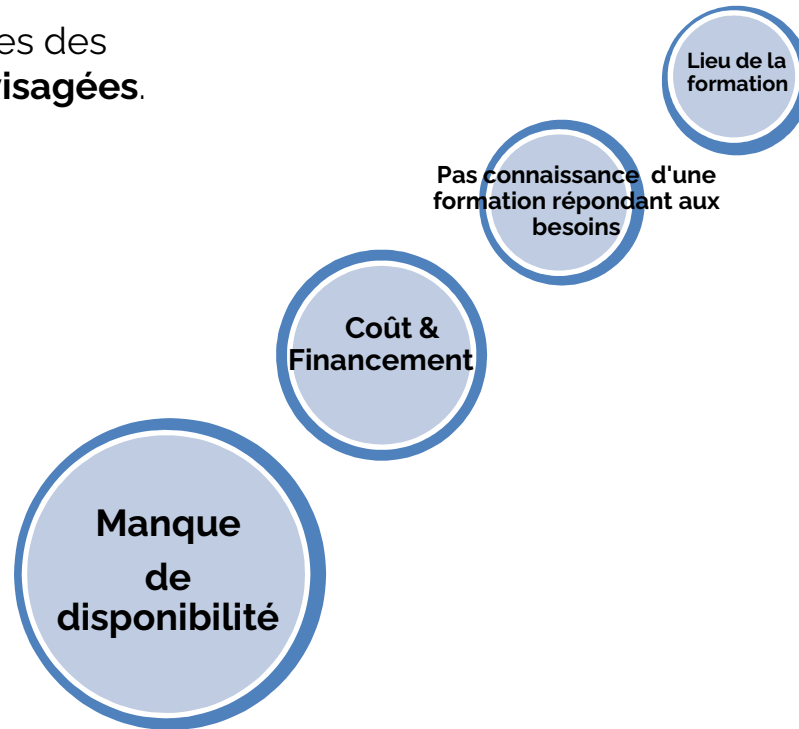 es des
isagées.
Lieu de la
formation
Pas connaissance d'une
formation répondant aux
besoins
Coût &
Financement
Manque
de
disponibilité